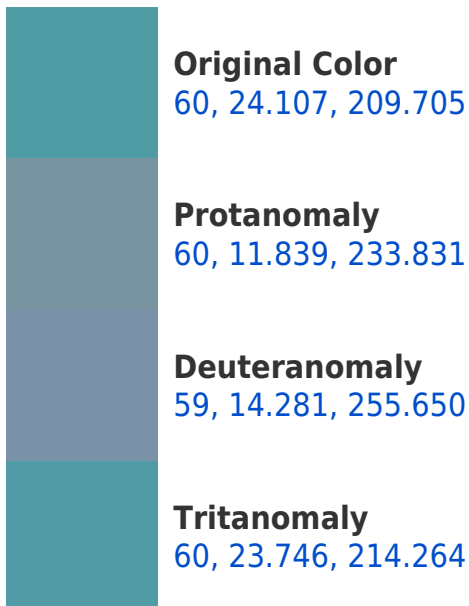 Original Color
60, 24.107, 209.705
Protanomaly
60, 11.839, 233.831
Deuteranomaly
59, 14.281, 255.650
Tritanomaly
60, 23.746, 214.264